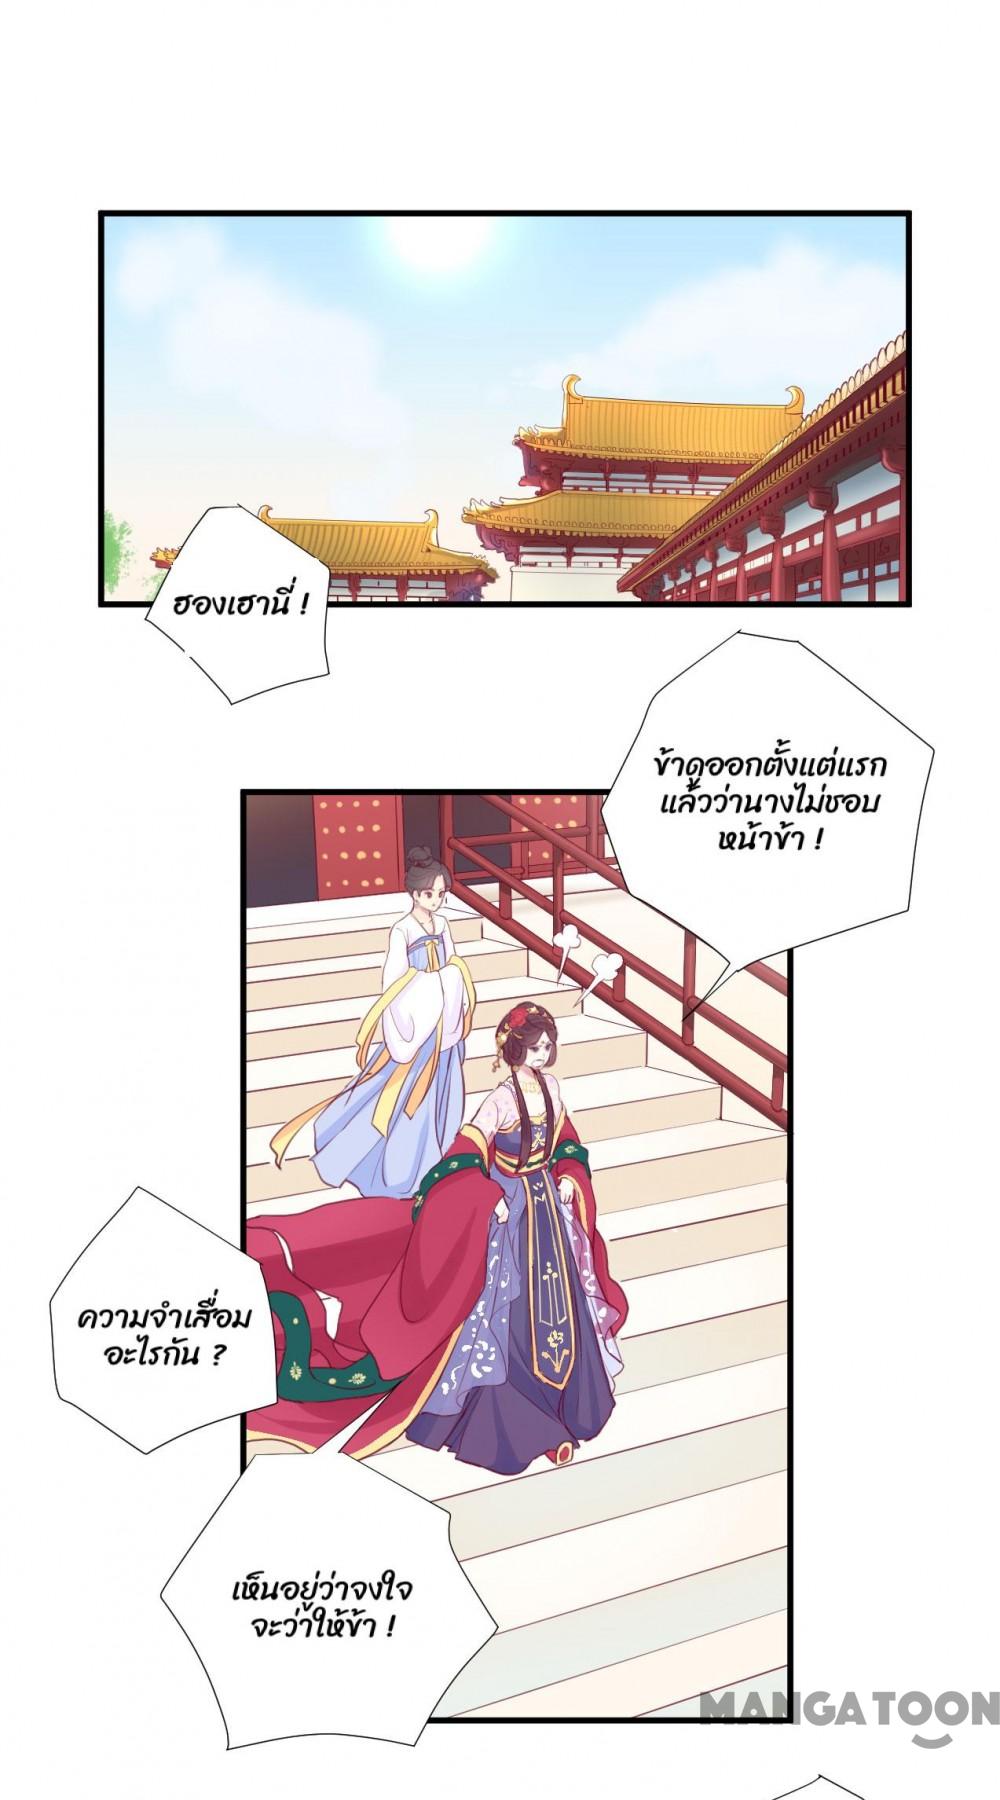 ฮองเฮานี่ !
ข้าดูออกตั้งแต่แรก
แล้วว่านางไม่ชอบ
หน้าข้า !
ความจำเสื่อม
อะไรกัน ?
เห็นอยู่ว่าจงใจ
จะว่าให้ข้า !
MANGATOON